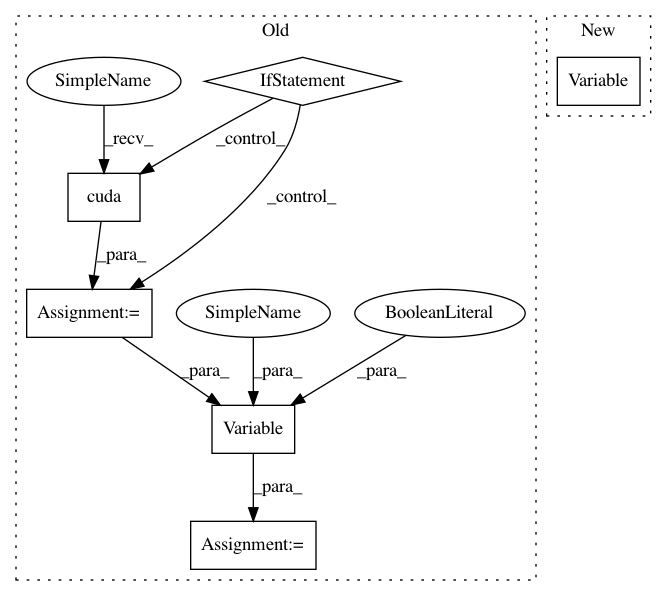 Old
New
SimpleName
IfStatement
Variable
_recv_
_control_
cuda
_control_
_para_
Assignment:=
SimpleName
BooleanLiteral
_para_
_para_
_para_
Variable
_para_
Assignment:=